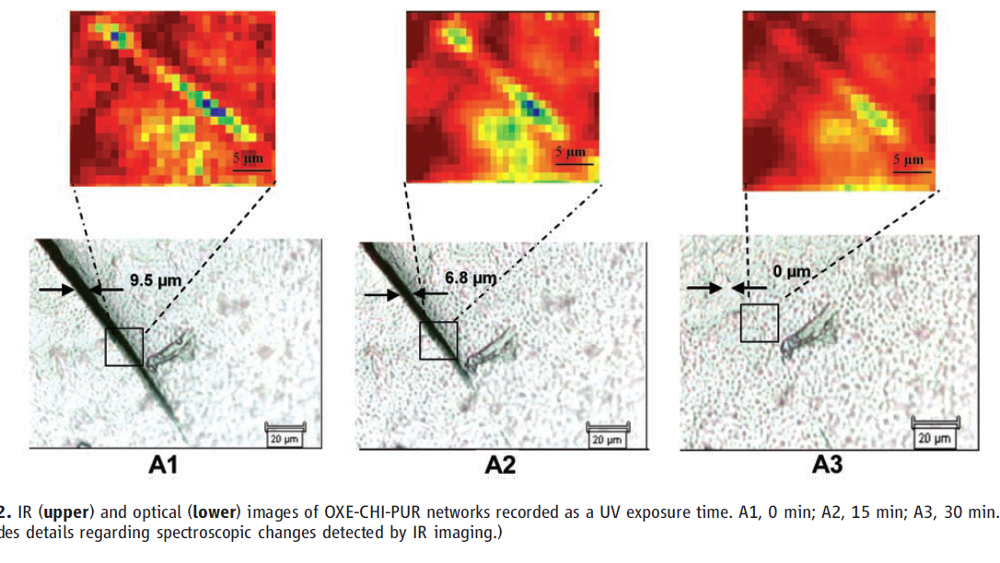 5 µm 5 µm 5 µm
9.5 µm 6.8 µm 0 µm
20 µm 20 µm 20 µm
A1 A2 A3
2. IR (upper) and optical (lower) images of OXE-CHI-PUR networks recorded as a UV exposure time. A1, 0 min; A2, 15 min; A3, 30 min.
des details regarding spectroscopic changes detected by IR imaging.)